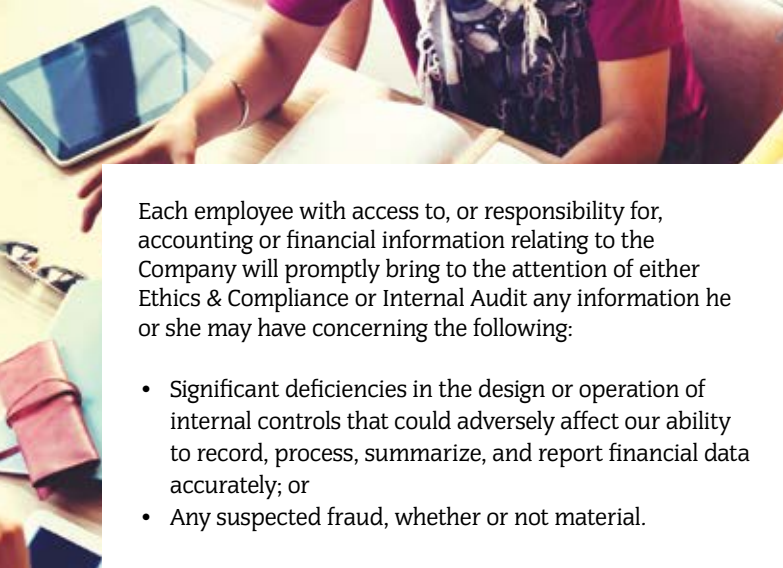 Each employee with access to, or responsibility for,
accounting or financial information relating to the
Company will promptly bring to the attention of either
Ethics & Compliance or Internal Audit any information he
or she may have concerning the following:
• Significant deficiencies in the design or operation of
internal controls that could adversely affect our ability
to record, process, summarize, and report financial data
accurately; or
• Any suspected fraud, whether or not material.